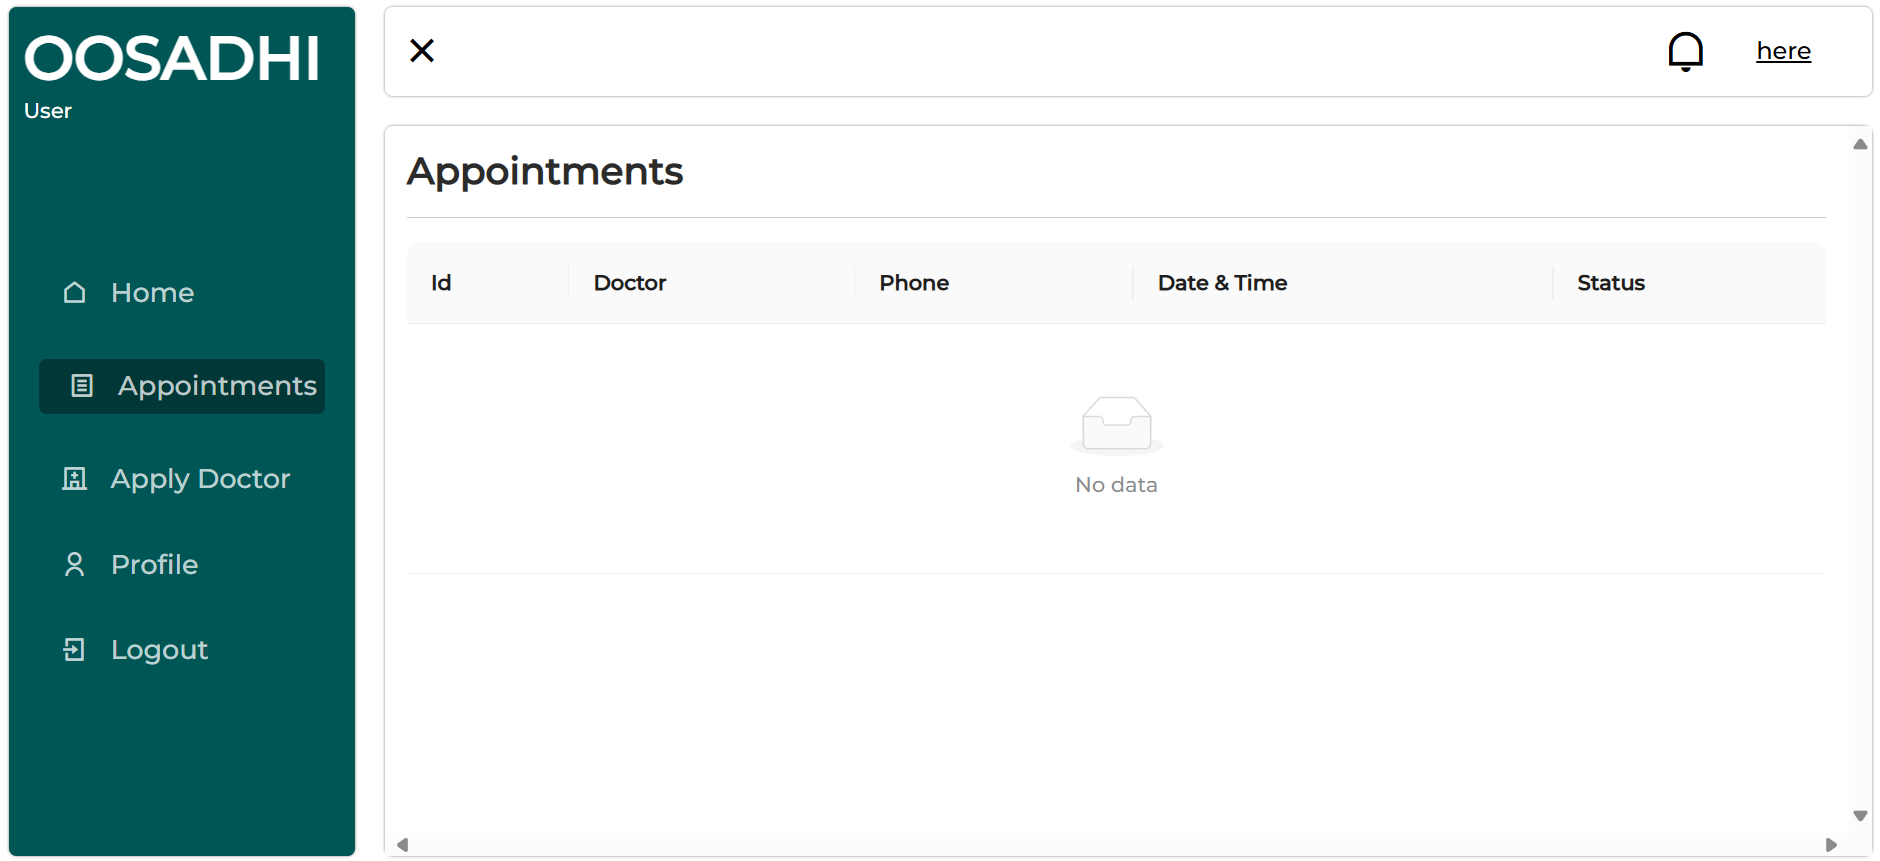 OOSADHI
User
Home
Appointments
Apply Doctor
Profile
Logout
here
Appointments
Id Doctor Phone Date & Time Status
No data